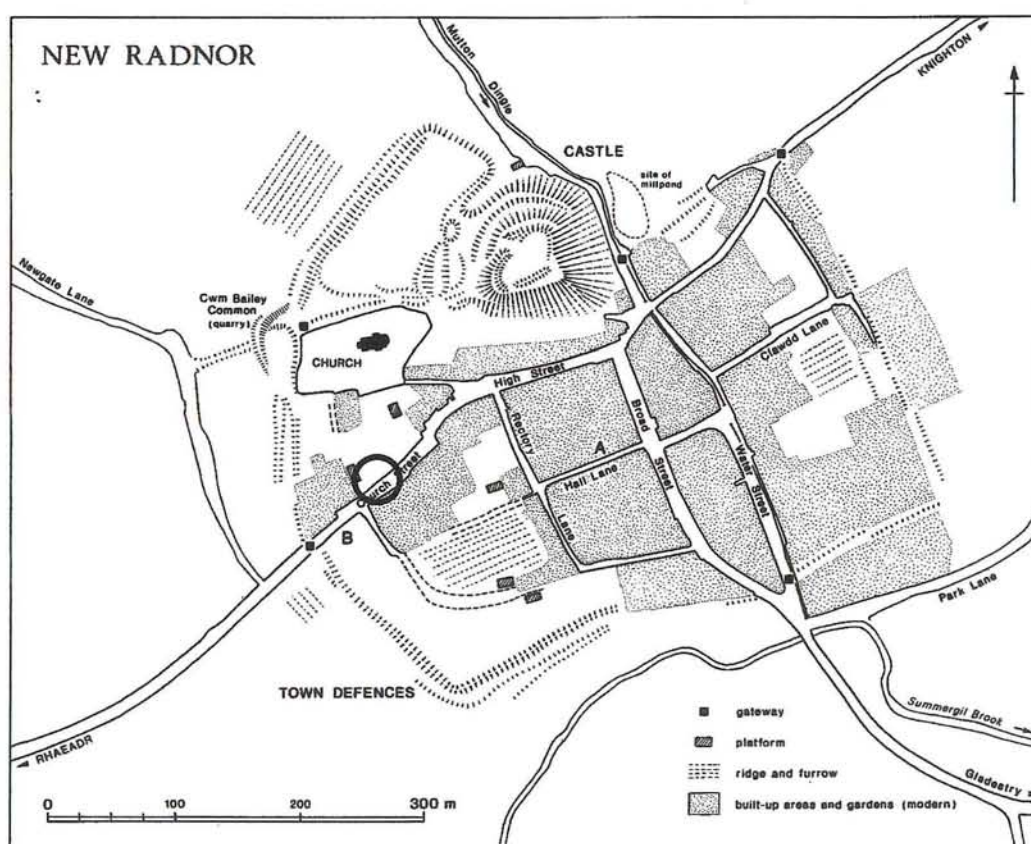 NEW RADNOR
Mutton
Dingle
KNIGHTON
CASTLE
site of
millpond
Newgate Lane
Cwm Bailey
Common
(quarry)
CHURCH
High Street
Clawdd Lane
Rectory
Lane
Broad
Street
A
Hall Lane
Water
Street
Church Street
B
Park Lane
TOWN DEFENCES
Summergil Brook
RHAEADR
Gladestry
gateway
platform
ridge and furrow
built-up areas and gardens (modern)
0 100 200 300 m